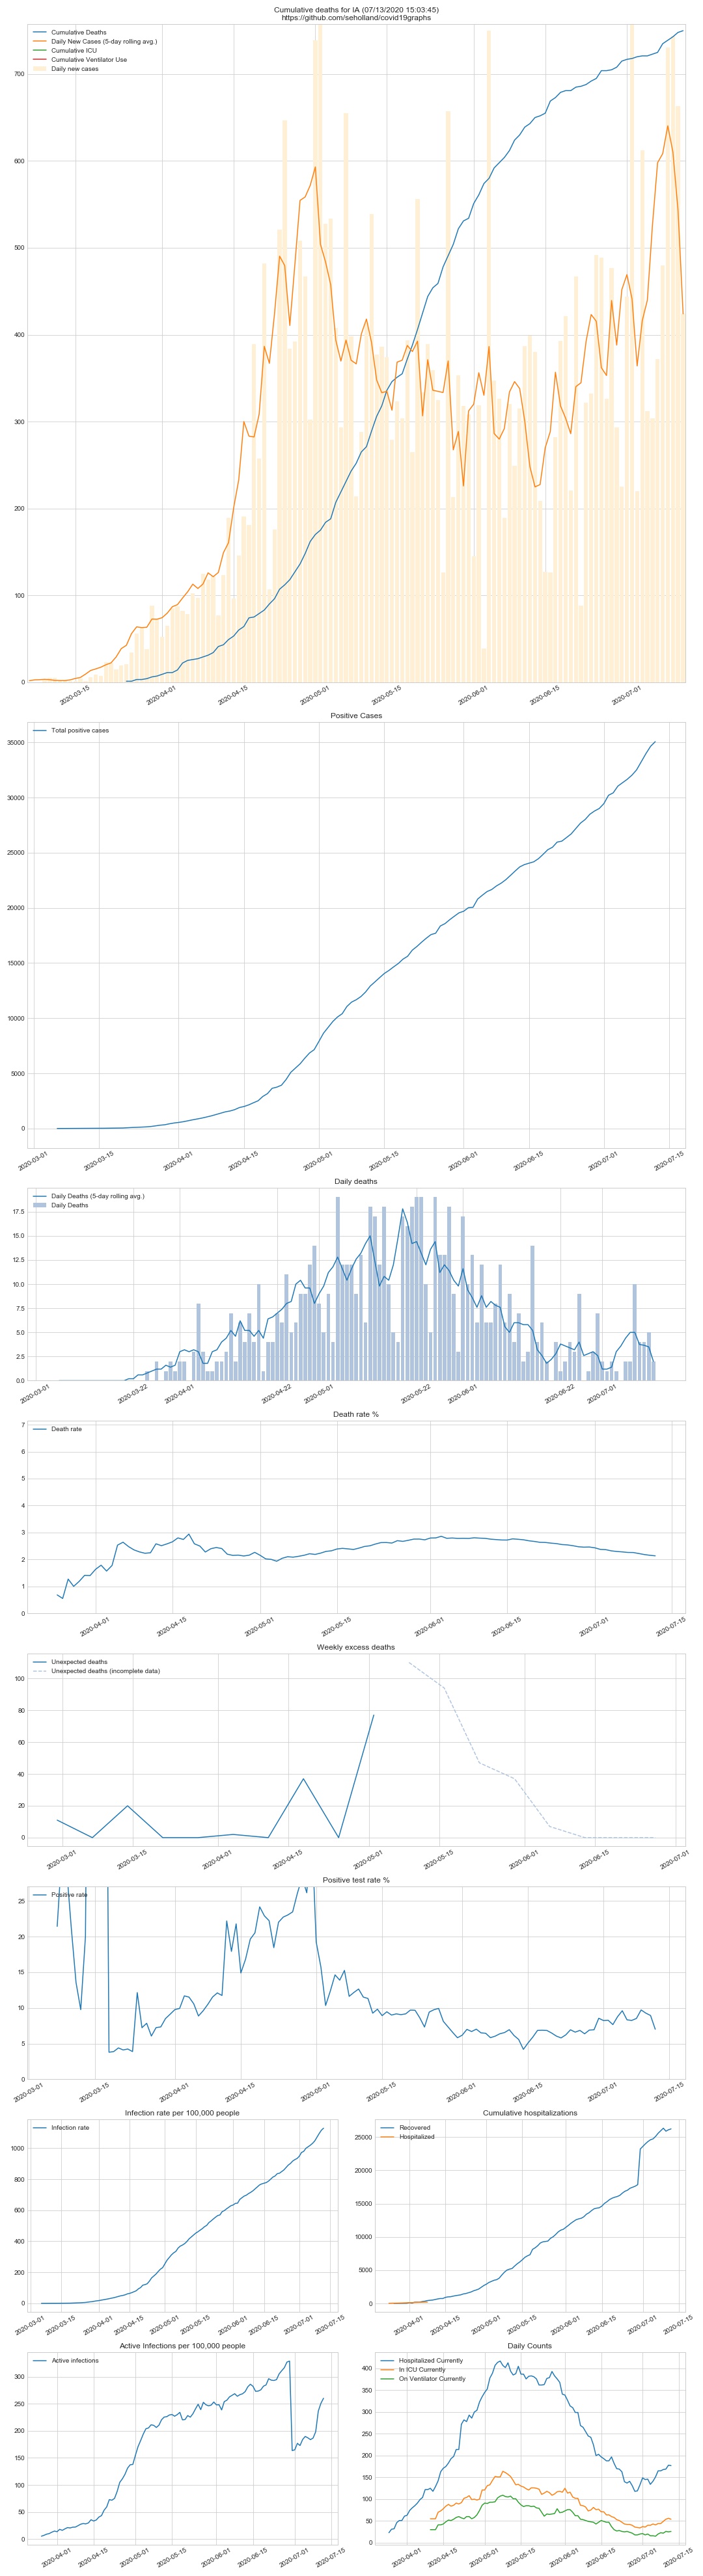 Cumulative deaths for IA (07/13/2020 15:03:45)
https://github.com/seholland/covid19graphs
Cumulative Deaths
Daily New Cases (5-day rolling avg.)
Cumulative ICU
Cumulative Ventilator Use
Daily new cases
700
600
500
400
300
200
100
0
2020-03-15 2020-04-01 2020-04-15 2020-05-01 2020-05-15 2020-06-01 2020-06-15 2020-07-01
Positive Cases
Total positive cases
35000
30000
25000
20000
15000
10000
5000
0
2020-03-01 2020-03-15 2020-04-01 2020-04-15 2020-05-01 2020-05-15 2020-06-01 2020-06-15 2020-07-01 2020-07-15
Daily deaths
Daily Deaths (5-day rolling avg.)
Daily Deaths
17.5
15.0
12.5
10.0
7.5
5.0
2.5
0.0
2020-03-01 2020-03-22 2020-04-01 2020-04-22 2020-05-01 2020-05-22 2020-06-01 2020-06-22 2020-07-01
Death rate %
Death rate
7
6
5
4
3
2
1
0
2020-04-01 2020-04-15 2020-05-01 2020-05-15 2020-06-01 2020-06-15 2020-07-01 2020-07-15
Weekly excess deaths
Unexpected deaths
Unexpected deaths (incomplete data)
100
80
60
40
20
0
2020-03-01 2020-03-15 2020-04-01 2020-04-15 2020-05-01 2020-05-15 2020-06-01 2020-06-15 2020-07-01
Positive test rate %
Positive rate
25
20
15
10
5
0
2020-03-01 2020-03-15 2020-04-01 2020-04-15 2020-05-01 2020-05-15 2020-06-01 2020-06-15 2020-07-01 2020-07-15
Infection rate per 100,000 people
Infection rate
1000
800
600
400
200
0
2020-03-01 2020-03-15 2020-04-01 2020-04-15 2020-05-01 2020-05-15 2020-06-01 2020-06-15 2020-07-01 2020-07-15
Cumulative hospitalizations
Recovered
Hospitalized
25000
20000
15000
10000
5000
0
2020-04-01 2020-04-15 2020-05-01 2020-05-15 2020-06-01 2020-06-15 2020-07-01 2020-07-15
Active Infections per 100,000 people
Active infections
300
250
200
150
100
50
0
2020-04-01 2020-04-15 2020-05-01 2020-05-15 2020-06-01 2020-06-15 2020-07-01 2020-07-15
Daily Counts
Hospitalized Currently
In ICU Currently
On Ventilator Currently
400
350
300
250
200
150
100
50
0
2020-04-01 2020-04-15 2020-05-01 2020-05-15 2020-06-01 2020-06-15 2020-07-01 2020-07-15